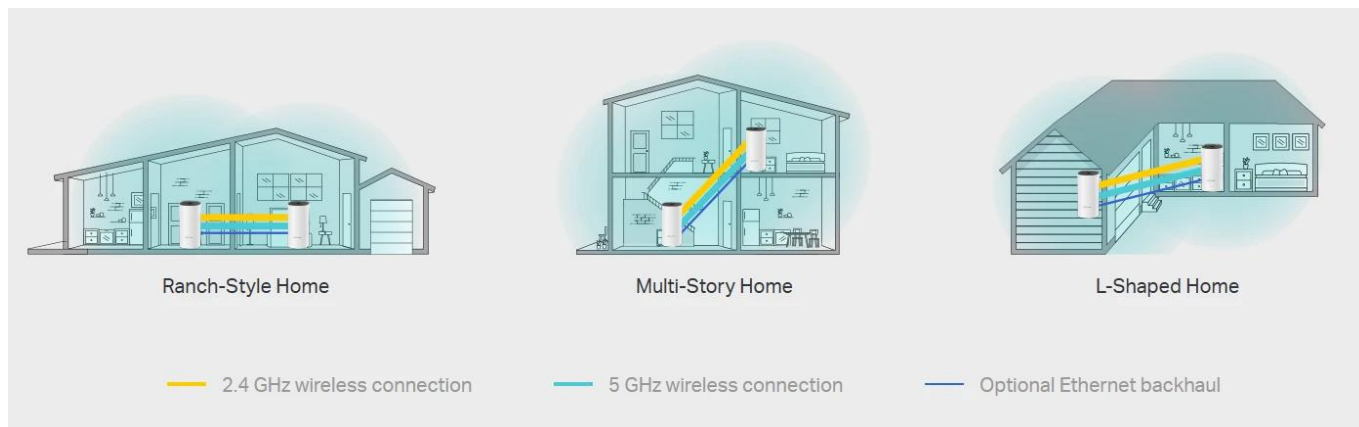 Ranch-Style Home
Multi-Story Home
L-Shaped Home
2.4 GHz wireless connection
5 GHz wireless connection
Optional Ethernet backhaul